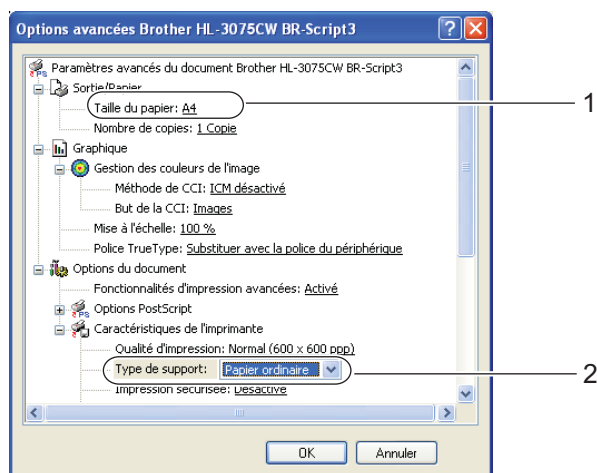 Options avancées Brother HL-3075CW BR-Script3
Paramètres avancés du document Brother HL-3075CW BR-Script3
Sortie/Papier
Taille du papier: A4
1
Nombre de copies: 1 Copie
Graphique
Gestion des couleurs de l'image
Méthode de CCI: ICM désactivé
But de la CCI: Images
Mise à l'échelle: 100 %
Police TrueType: Substituer avec la police du périphérique
Options du document
Fonctionnalités d'impression avancées: Activé
PS Options PostScript
Caractéristiques de l'imprimante
Qualité d'impression: Normal (600 x 600 ppp)
Type de support: Papier ordinaire
2
Impression sécurisée: Désactivé
OK Annuler